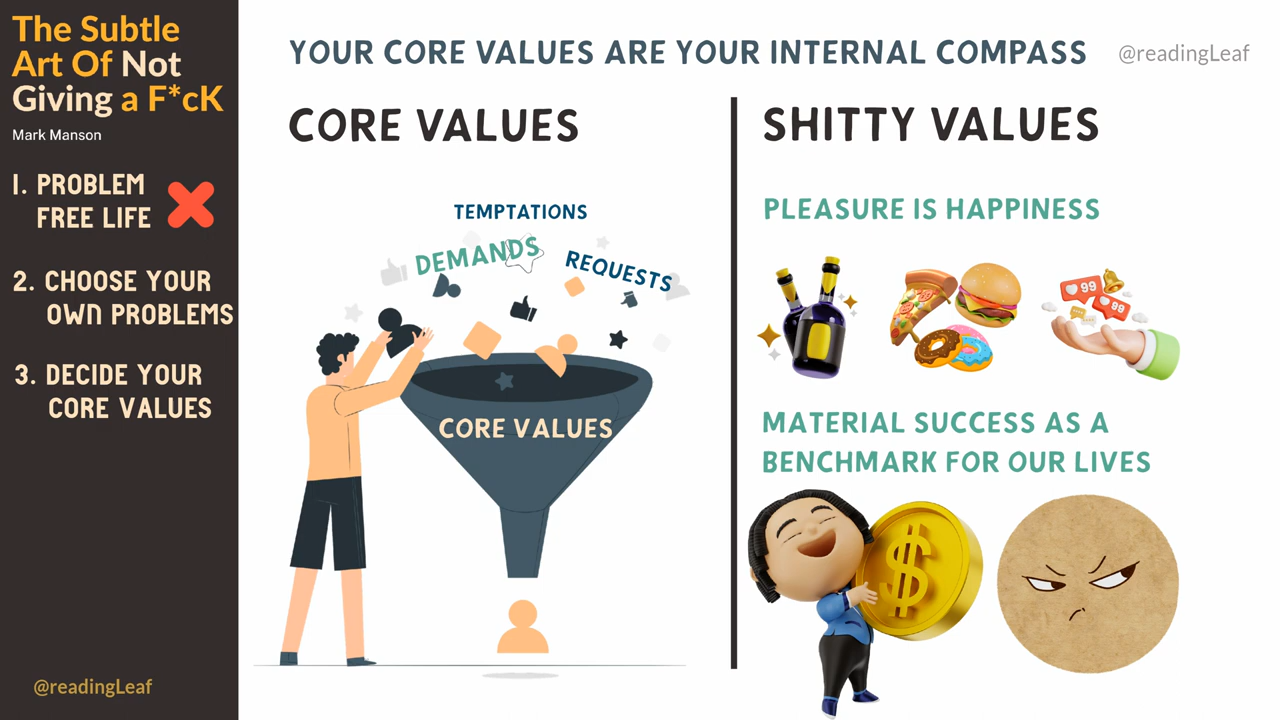 The Subtle
Art Of Not
Giving a F*cK
Mark Manson
1. PROBLEM
FREE LIFE
2. CHOOSE YOUR
OWN PROBLEMS
3. DECIDE YOUR
CORE VALUES
@readingLeaf
YOUR CORE VALUES ARE YOUR INTERNAL COMPASS
@readingLeaf
CORE VALUES
TEMPTATIONS
DEMANDS
REQUESTS
CORE VALUES
SHITTY VALUES
PLEASURE IS HAPPINESS
99
99
MATERIAL SUCCESS AS A
BENCHMARK FOR OUR LIVES
$